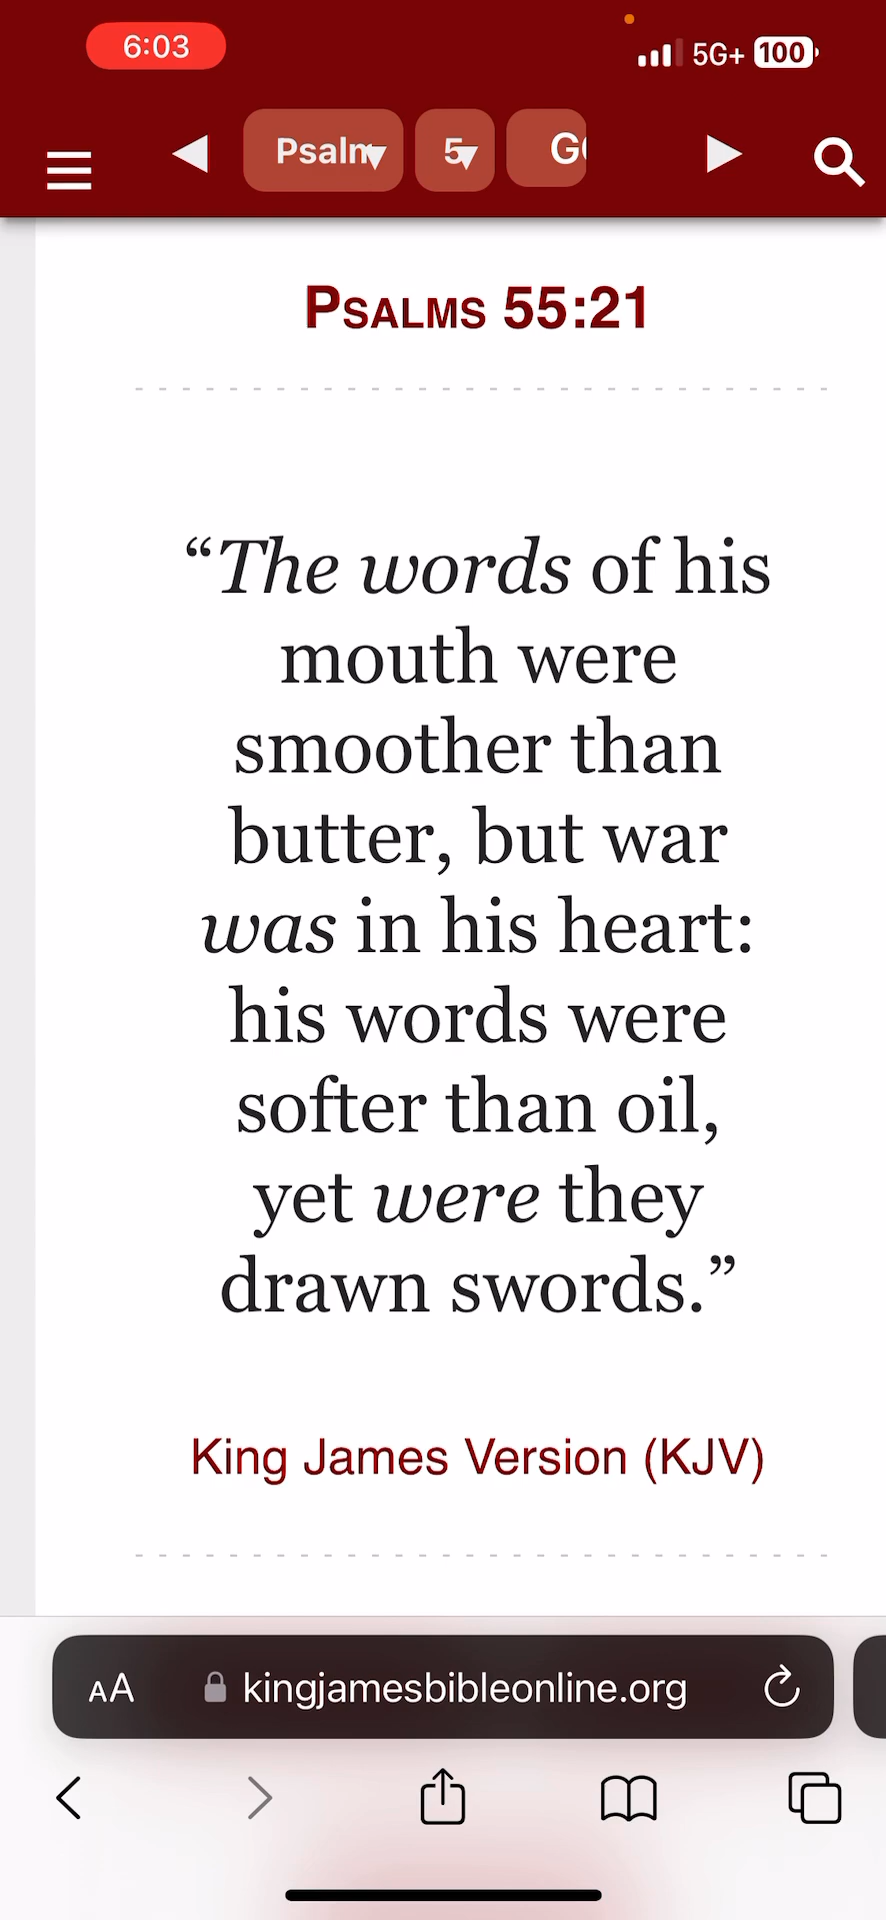 6:03
5G+ 100
Psalm 5 G
PSALMS 55:21
“The words of his
mouth were
smoother than
butter, but war
was in his heart:
his words were
softer than oil,
yet were they
drawn swords.”
King James Version (KJV)
AA kingjamesbibleonline.org